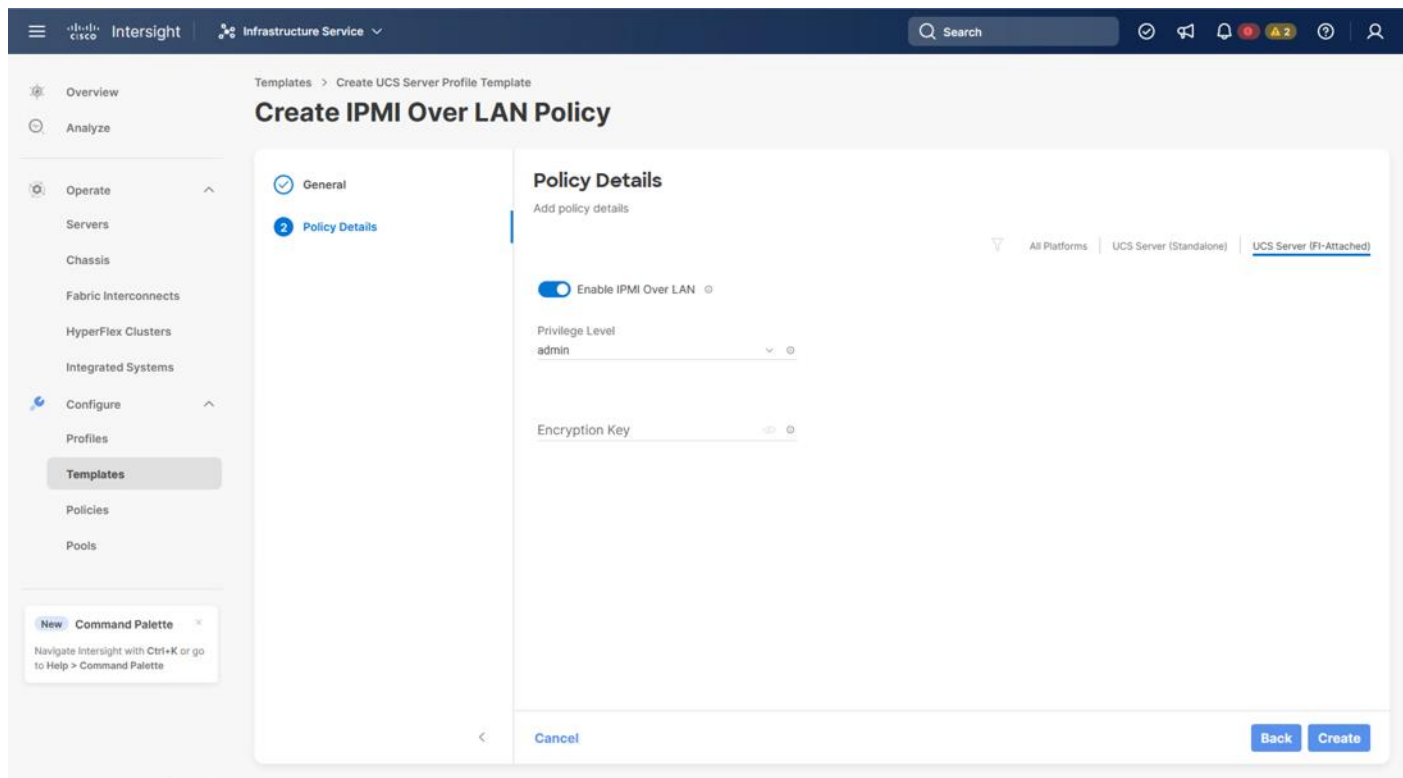 cisco Intersight
Infrastructure Service
Search
2
Overview
Analyze
Operate
Servers
Chassis
Fabric Interconnects
HyperFlex Clusters
Integrated Systems
Configure
Profiles
Templates
Policies
Pools
New Command Palette
Navigate Intersight with Ctrl+K or go
to Help > Command Palette
Templates > Create UCS Server Profile Template
Create IPMI Over LAN Policy
General
2 Policy Details
Policy Details
Add policy details
All Platforms | UCS Server (Standalone) | UCS Server (FI-Attached)
Enable IPMI Over LAN
Privilege Level
admin
Encryption Key
Cancel
Back
Create